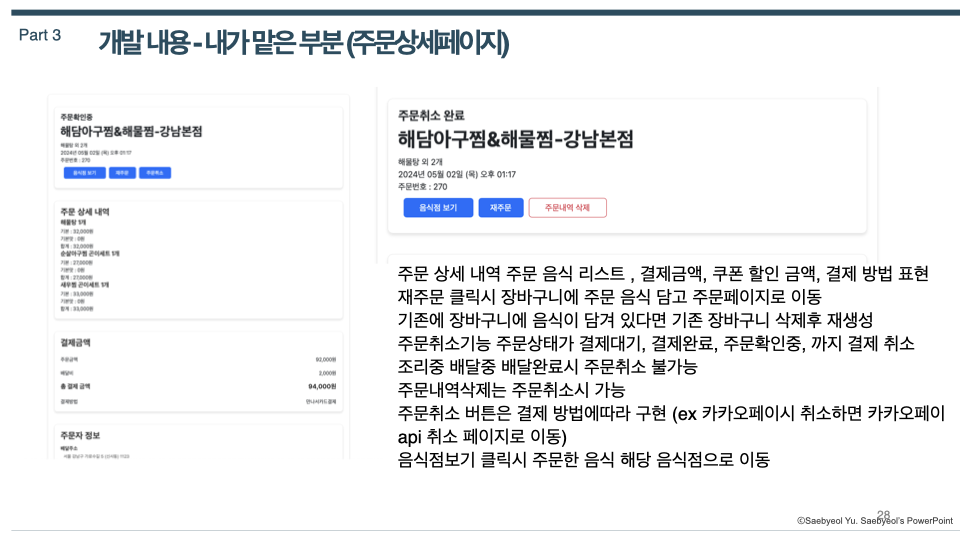 Part 3
개발 내용 - 내가 맡은 부분 (주문상세페이지)
주문확인중
해담아구찜&해물찜-강남본점
해물탕 외 2개
2024년 05월 02일 (목) 오후 01:17
주문번호 : 270
음식점 보기
재주문
주문취소
주문 상세 내역
해물탕 1개
기본 : 32,000원
기본맛 : 0원
합계 : 32,000원
순살아구찜 곤이세트 1개
기본 : 27,000원
기본맛 : 0원
합계 : 27,000원
새우찜 곤이세트 1개
기본 : 33,000원
기본맛 : 0원
합계 : 33,000원
결제금액
주문금액 92,000원
배달비 2,000원
총 결제 금액 94,000원
결제방법 만나서카드결제
주문자 정보
배달주소
주문취소 완료
해담아구찜&해물찜-강남본점
해물탕 외 2개
2024년 05월 02일 (목) 오후 01:17
주문번호 : 270
음식점 보기
재주문
주문내역 삭제
주문 상세 내역 주문 음식 리스트 , 결제금액, 쿠폰 할인 금액, 결제 방법 표현
재주문 클릭시 장바구니에 주문 음식 담고 주문페이지로 이동
기존에 장바구니에 음식이 담겨 있다면 기존 장바구니 삭제후 재생성
주문취소기능 주문상태가 결제대기, 결제완료, 주문확인중, 까지 결제 취소
조리중 배달중 배달완료시 주문취소 불가능
주문내역삭제는 주문취소시 가능
주문취소 버튼은 결제 방법에따라 구현 (ex 카카오페이시 취소하면 카카오페이
api 취소 페이지로 이동)
음식점보기 클릭시 주문한 음식 해당 음식점으로 이동
28
©Saebyeol Yu. Saebyeol's PowerPoint